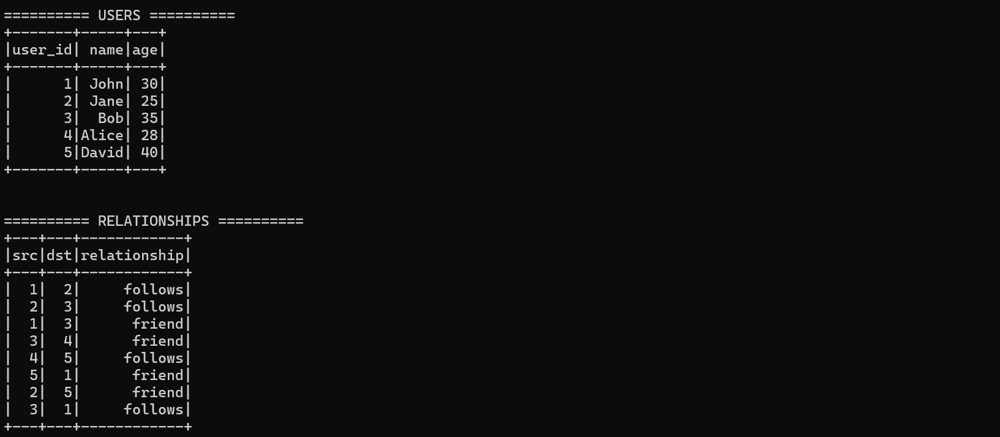 ========== USERS ==========
+-------+-----+---+
|user_id| name|age|
+-------+-----+---+
|      1| John| 30|
|      2| Jane| 25|
|      3|  Bob| 35|
|      4|Alice| 28|
|      5|David| 40|
+-------+-----+---+
========== RELATIONSHIPS ==========
+---+---+------------+
|src|dst|relationship|
+---+---+------------+
|  1|  2|     follows|
|  2|  3|     follows|
|  1|  3|      friend|
|  3|  4|      friend|
|  4|  5|     follows|
|  5|  1|      friend|
|  2|  5|      friend|
|  3|  1|     follows|
+---+---+------------+